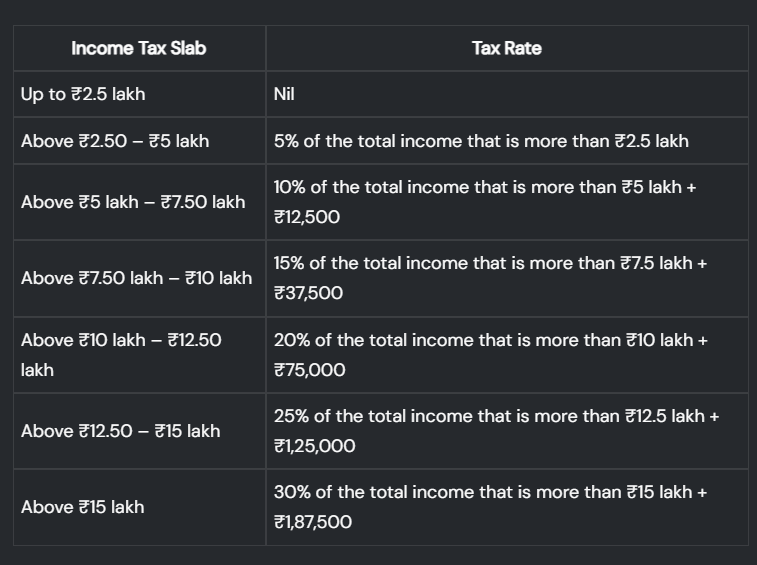 Income Tax Slab
Tax Rate
Up to ₹2.5 lakh
Nil
Above ₹2.50 – ₹5 lakh
5% of the total income that is more than ₹2.5 lakh
Above ₹5 lakh – ₹7.50 lakh
10% of the total income that is more than ₹5 lakh +
₹12,500
Above ₹7.50 lakh – ₹10 lakh
15% of the total income that is more than ₹7.5 lakh +
₹37,500
Above ₹10 lakh – ₹12.50
lakh
20% of the total income that is more than ₹10 lakh +
₹75,000
Above ₹12.50 – ₹15 lakh
25% of the total income that is more than ₹12.5 lakh +
₹1,25,000
Above ₹15 lakh
30% of the total income that is more than ₹15 lakh +
₹1,87,500